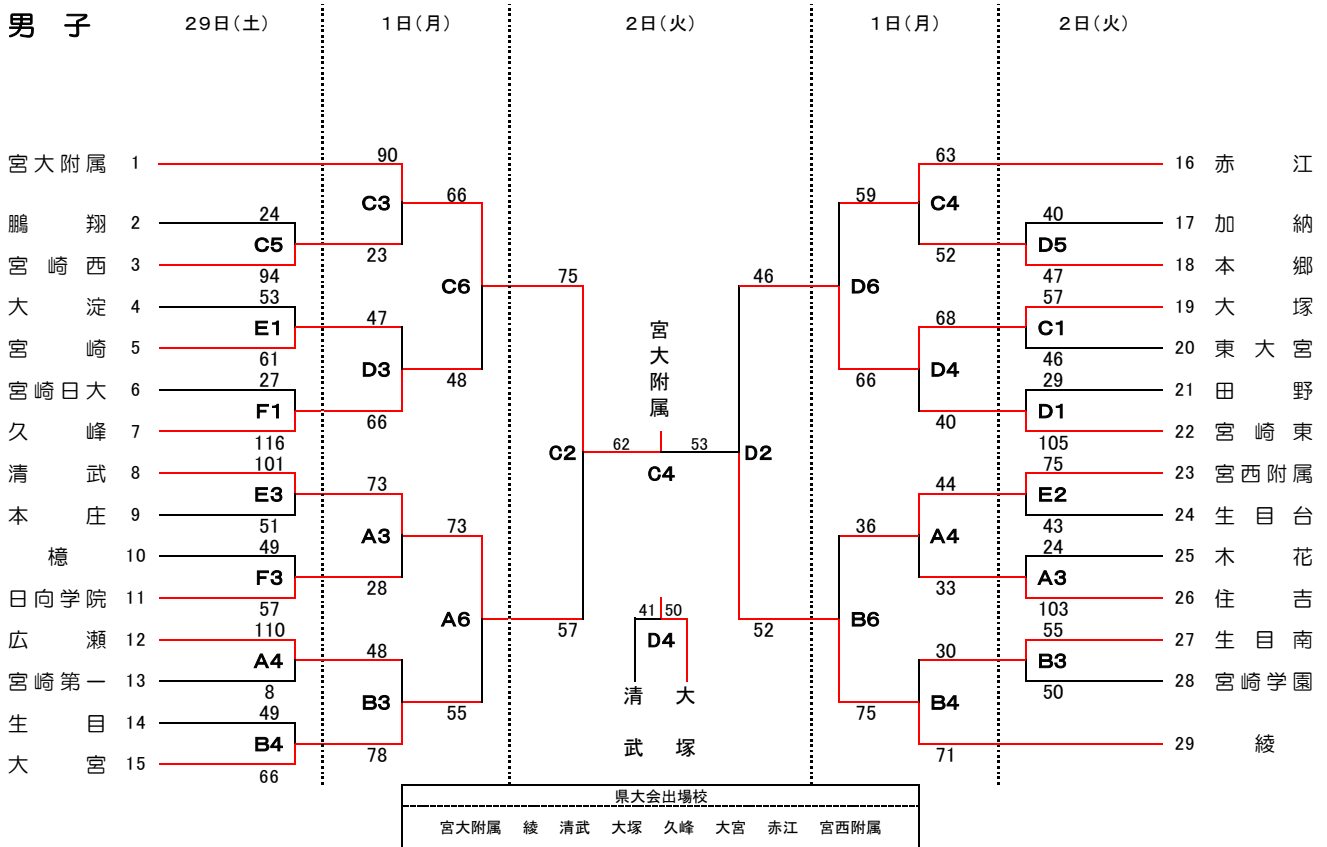 男 子 29日(土) 1日(月) 2日(火) 1日(月) 2日(火)
90 63
宮大附属 1 16 赤 江
66 59
C3 C4
鵬 翔 2 24 40 17 加 納
C5 D5
宮 崎 西 3 23 52 18 本 郷
94 75 46 47
大 淀 4 53 C6 D6 57 19 大 塚
E1 47 68 C1
宮 崎 5 宮大附属 20 東 大 宮
61 46
D3 48 66 D4
宮崎日大 6 27 29 21 田 野
F1 D1
久 峰 7 66 40 22 宮 崎 東
116 62 53 105
C2 D2
清 武 8 101 C4 75 23 宮西附属
E3 73 44 E2
本 庄 9 24 生 目 台
51 73 36 43
A3 A4
檍 10 49 24 25 木 花
F3 A3
日向学院 11 28 33 26 住 吉
57 41 50 103
A6 57 52 B6
広 瀬 12 110 D4 55 27 生 目 南
A4 48 30 B3
宮崎第一 13 28 宮崎学園
8 清武 大塚 50
B3 55 75 B4
生 目 14 49
B4 29 綾
大 宮 15 78 71
66
県大会出場校
宮大附属 綾 清武 大塚 久峰 大宮 赤江 宮西附属